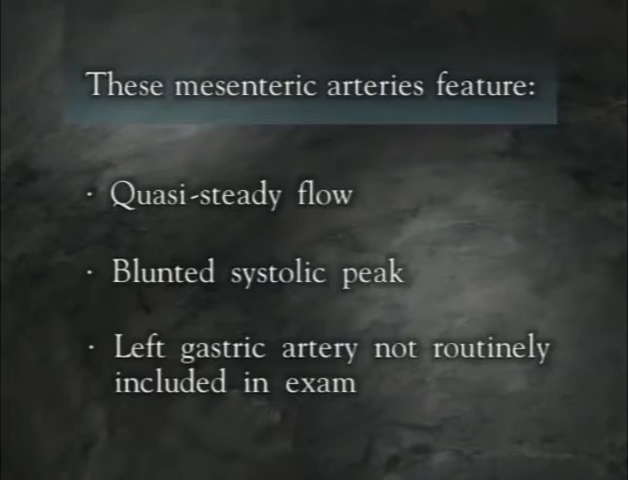 These mesenteric arteries feature:
· Quasi-steady flow
· Blunted systolic peak
· Left gastric artery not routinely
included in exam